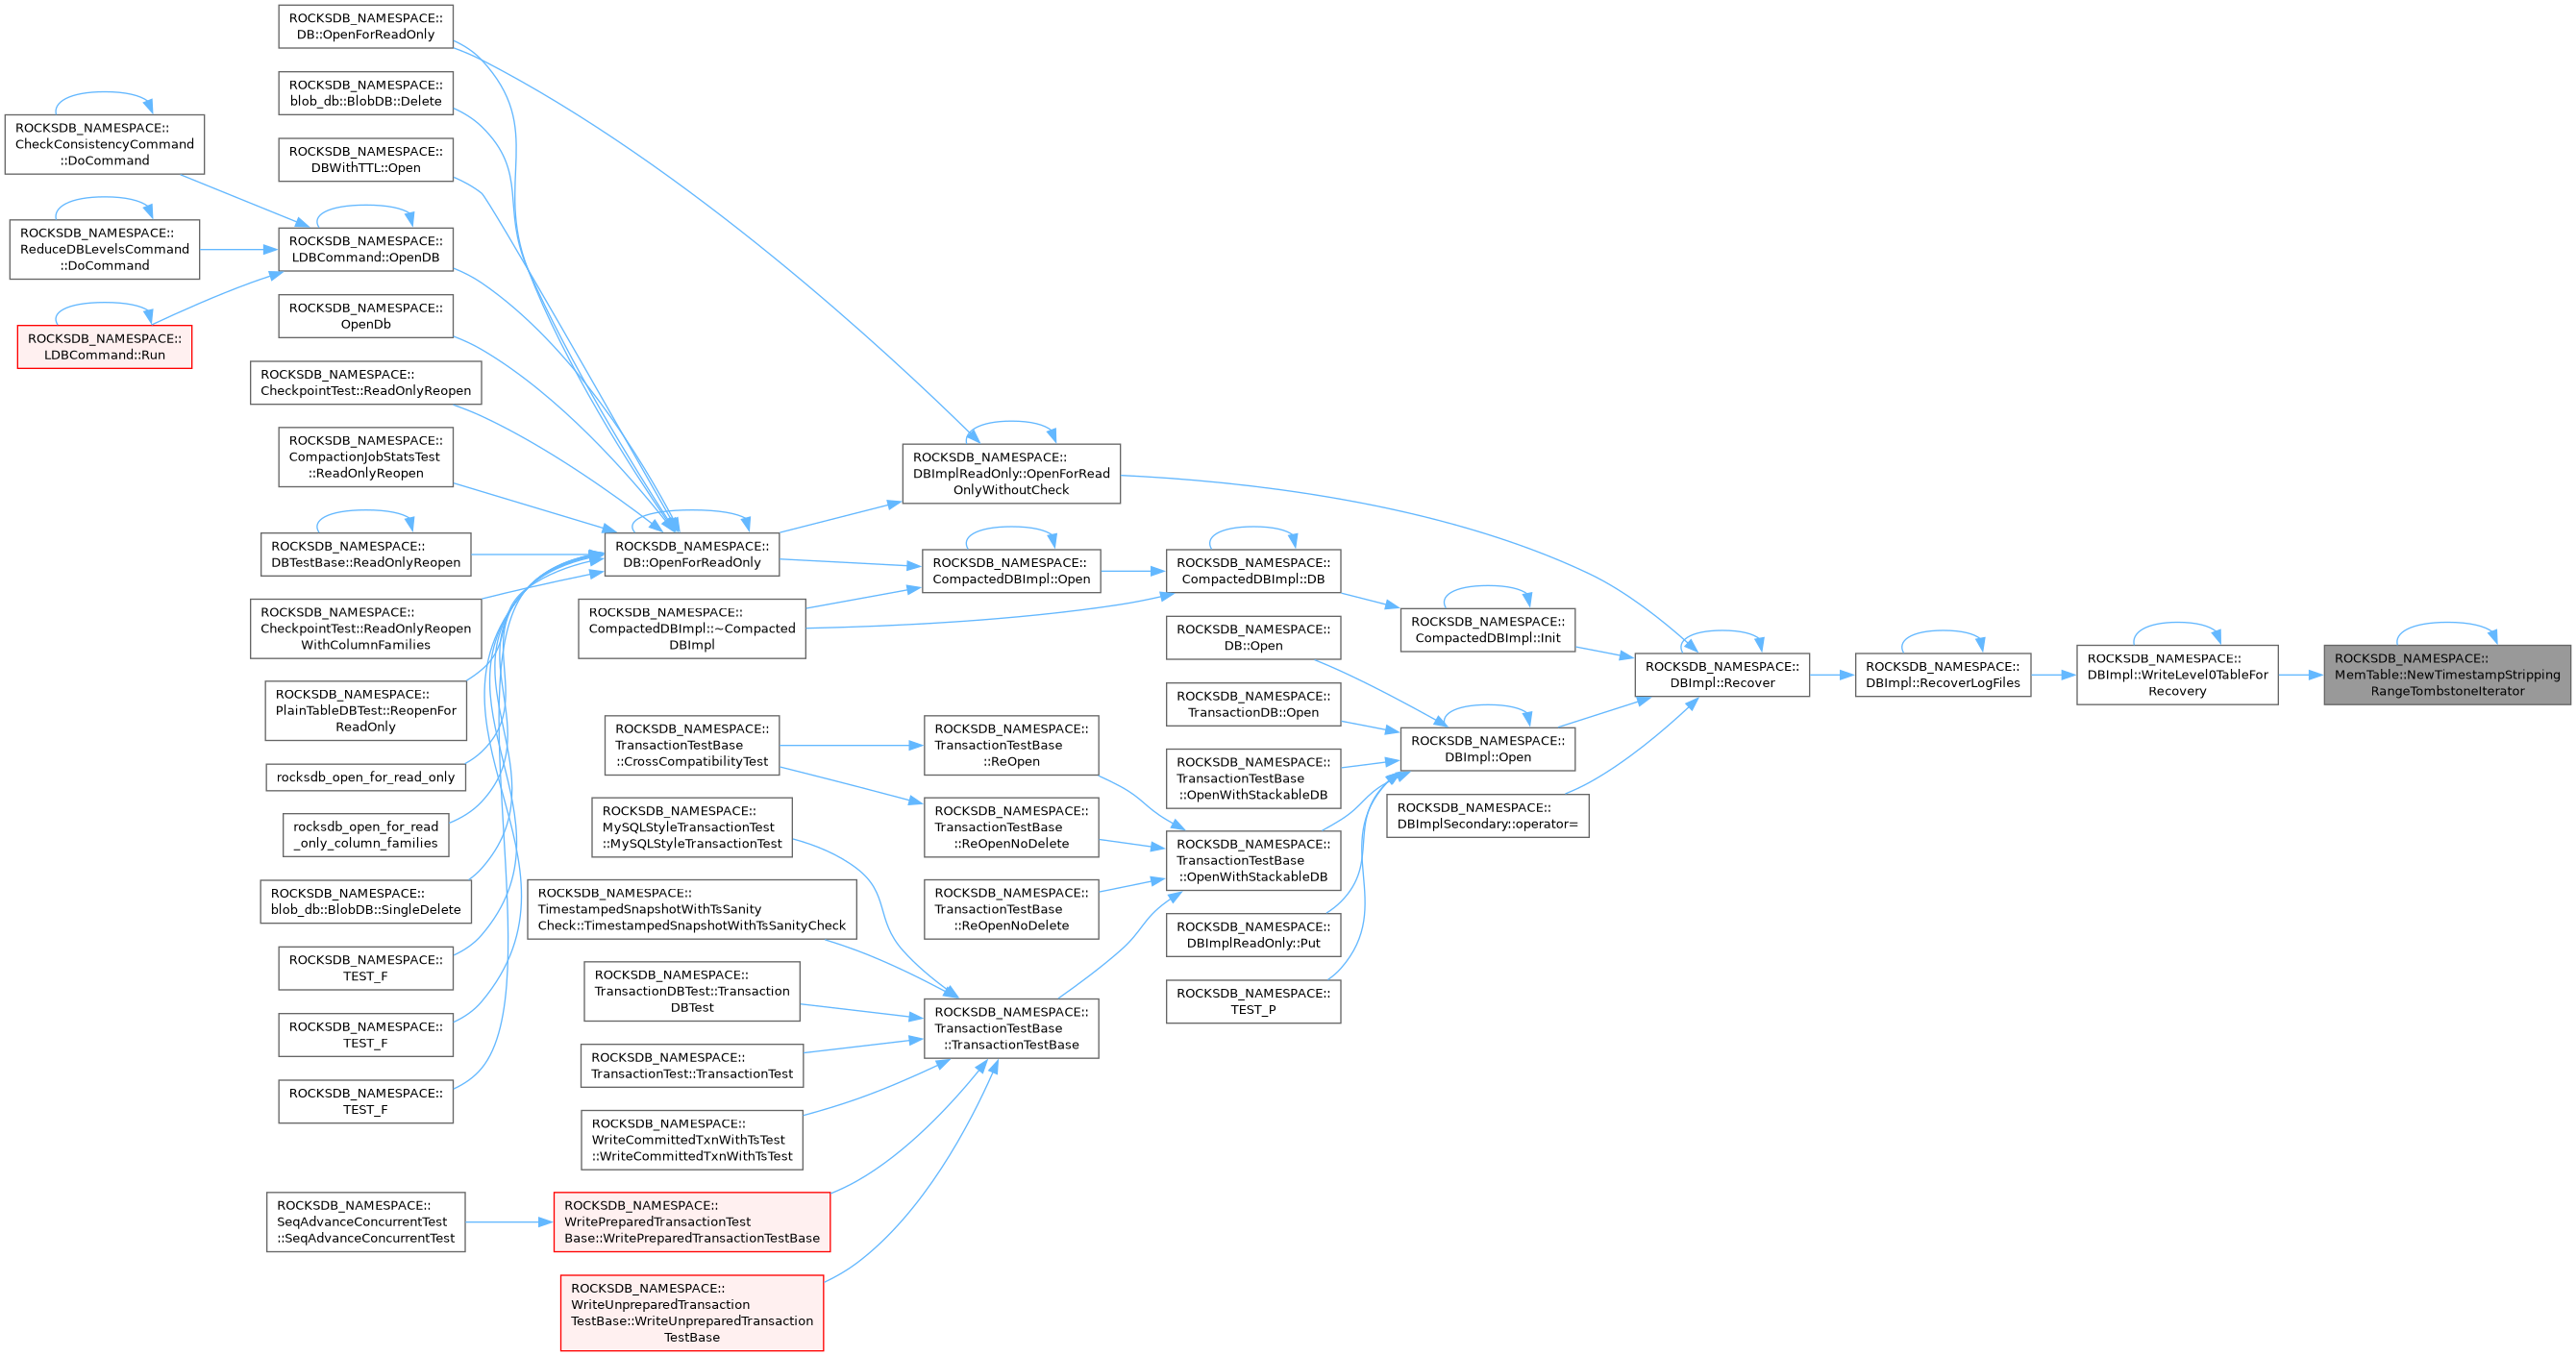 ROCKSDB_NAMESPACE::
DB::OpenForReadOnly
ROCKSDB_NAMESPACE::
blob_db::BlobDB::Delete
ROCKSDB_NAMESPACE::
CheckConsistencyCommand
::DoCommand
ROCKSDB_NAMESPACE::
DBWithTTL::Open
ROCKSDB_NAMESPACE::
ReduceDBLevelsCommand
::DoCommand
ROCKSDB_NAMESPACE::
LDBCommand::OpenDB
ROCKSDB_NAMESPACE::
LDBCommand::Run
ROCKSDB_NAMESPACE::
OpenDb
ROCKSDB_NAMESPACE::
CheckpointTest::ReadOnlyReopen
ROCKSDB_NAMESPACE::
CompactionJobStatsTest
::ReadOnlyReopen
ROCKSDB_NAMESPACE::
DBImplReadOnly::OpenForRead
OnlyWithoutCheck
ROCKSDB_NAMESPACE::
DBTestBase::ReadOnlyReopen
ROCKSDB_NAMESPACE::
DB::OpenForReadOnly
ROCKSDB_NAMESPACE::
CompactedDBImpl::Open
ROCKSDB_NAMESPACE::
CompactedDBImpl::DB
ROCKSDB_NAMESPACE::
CheckpointTest::ReadOnlyReopen
WithColumnFamilies
ROCKSDB_NAMESPACE::
CompactedDBImpl::~Compacted
DBImpl
ROCKSDB_NAMESPACE::
DB::Open
ROCKSDB_NAMESPACE::
CompactedDBImpl::Init
ROCKSDB_NAMESPACE::
DBImpl::Recover
ROCKSDB_NAMESPACE::
DBImpl::RecoverLogFiles
ROCKSDB_NAMESPACE::
DBImpl::WriteLevel0TableFor
Recovery
ROCKSDB_NAMESPACE::
MemTable::NewTimestampStripping
RangeTombstoneIterator
ROCKSDB_NAMESPACE::
PlainTableDBTest::ReopenFor
ReadOnly
ROCKSDB_NAMESPACE::
TransactionDB::Open
ROCKSDB_NAMESPACE::
TransactionTestBase
::CrossCompatibilityTest
ROCKSDB_NAMESPACE::
TransactionTestBase
::ReOpen
ROCKSDB_NAMESPACE::
DBImpl::Open
rocksdb_open_for_read_only
ROCKSDB_NAMESPACE::
TransactionTestBase
::OpenWithStackableDB
rocksdb_open_for_read
_only_column_families
ROCKSDB_NAMESPACE::
MySQLStyleTransactionTest
::MySQLStyleTransactionTest
ROCKSDB_NAMESPACE::
TransactionTestBase
::ReOpenNoDelete
ROCKSDB_NAMESPACE::
DBImplSecondary::operator=
ROCKSDB_NAMESPACE::
TransactionTestBase
::OpenWithStackableDB
ROCKSDB_NAMESPACE::
blob_db::BlobDB::SingleDelete
ROCKSDB_NAMESPACE::
TimestampedSnapshotWithTsSanity
Check::TimestampedSnapshotWithTsSanityCheck
ROCKSDB_NAMESPACE::
TransactionTestBase
::ReOpenNoDelete
ROCKSDB_NAMESPACE::
DBImplReadOnly::Put
ROCKSDB_NAMESPACE::
TEST_F
ROCKSDB_NAMESPACE::
TransactionDBTest::Transaction
DBTest
ROCKSDB_NAMESPACE::
TEST_P
ROCKSDB_NAMESPACE::
TEST_F
ROCKSDB_NAMESPACE::
TransactionTestBase
::TransactionTestBase
ROCKSDB_NAMESPACE::
TransactionTest::TransactionTest
ROCKSDB_NAMESPACE::
TEST_F
ROCKSDB_NAMESPACE::
WriteCommittedTxnWithTsTest
::WriteCommittedTxnWithTsTest
ROCKSDB_NAMESPACE::
SeqAdvanceConcurrentTest
::SeqAdvanceConcurrentTest
ROCKSDB_NAMESPACE::
WritePreparedTransactionTest
Base::WritePreparedTransactionTestBase
ROCKSDB_NAMESPACE::
WriteUnpreparedTransaction
TestBase::WriteUnpreparedTransaction
TestBase